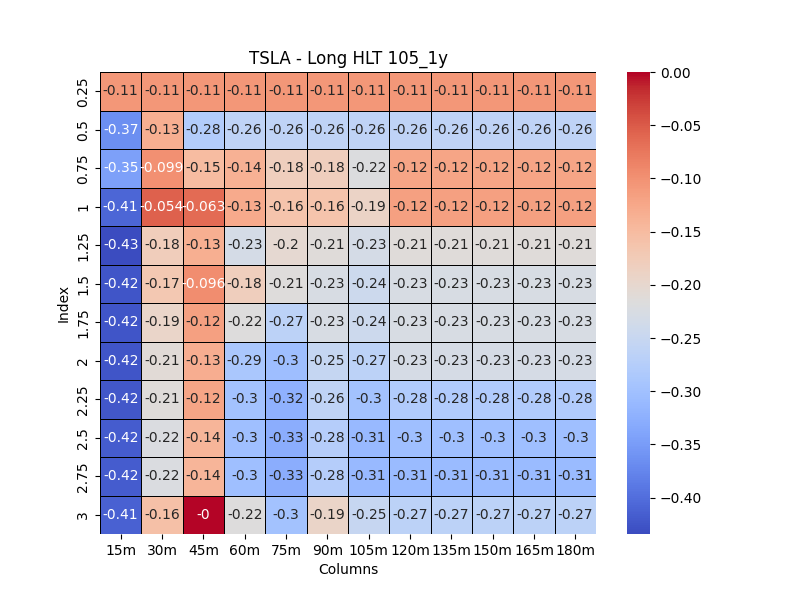 TSLA - Long HLT 105_1y
0.25 -0.11 -0.11 -0.11 -0.11 -0.11 -0.11 -0.11 -0.11 -0.11 -0.11 -0.11 -0.11
0.5 -0.37 -0.13 -0.28 -0.26 -0.26 -0.26 -0.26 -0.26 -0.26 -0.26 -0.26 -0.26
0.75 -0.35 -0.099 -0.15 -0.14 -0.18 -0.18 -0.22 -0.12 -0.12 -0.12 -0.12 -0.12
1 -0.41 -0.054 -0.063 -0.13 -0.16 -0.16 -0.19 -0.12 -0.12 -0.12 -0.12 -0.12
1.25 -0.43 -0.18 -0.13 -0.23 -0.2 -0.21 -0.23 -0.21 -0.21 -0.21 -0.21 -0.21
1.5 -0.42 -0.17 -0.096 -0.18 -0.21 -0.23 -0.24 -0.23 -0.23 -0.23 -0.23 -0.23
1.75 -0.42 -0.19 -0.12 -0.22 -0.27 -0.23 -0.24 -0.23 -0.23 -0.23 -0.23 -0.23
2 -0.42 -0.21 -0.13 -0.29 -0.3 -0.25 -0.27 -0.23 -0.23 -0.23 -0.23 -0.23
2.25 -0.42 -0.21 -0.12 -0.3 -0.32 -0.26 -0.3 -0.28 -0.28 -0.28 -0.28 -0.28
2.5 -0.42 -0.22 -0.14 -0.3 -0.33 -0.28 -0.31 -0.3 -0.3 -0.3 -0.3 -0.3
2.75 -0.42 -0.22 -0.14 -0.3 -0.33 -0.28 -0.31 -0.31 -0.31 -0.31 -0.31 -0.31
3 -0.41 -0.16 -0 -0.22 -0.3 -0.19 -0.25 -0.27 -0.27 -0.27 -0.27 -0.27
15m 30m 45m 60m 75m 90m 105m 120m 135m 150m 165m 180m
Columns
Index
0.00
−0.05
−0.10
−0.15
−0.20
−0.25
−0.30
−0.35
−0.40